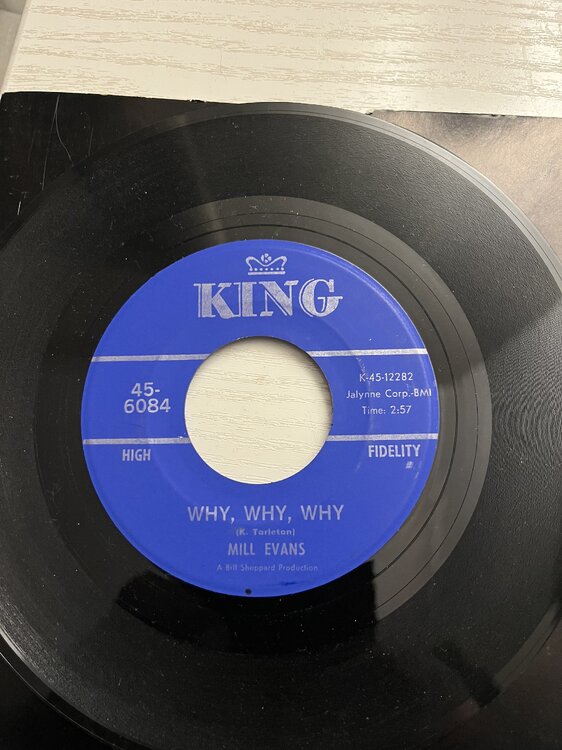 K
KING
45-
6084
K-45-12282
Jalynne Corp.-BMI
Time: 2:57
HIGH
FIDELITY
WHY, WHY, WHY
(K. Tarleton)
MILL EVANS
A Bill Sheppard Production